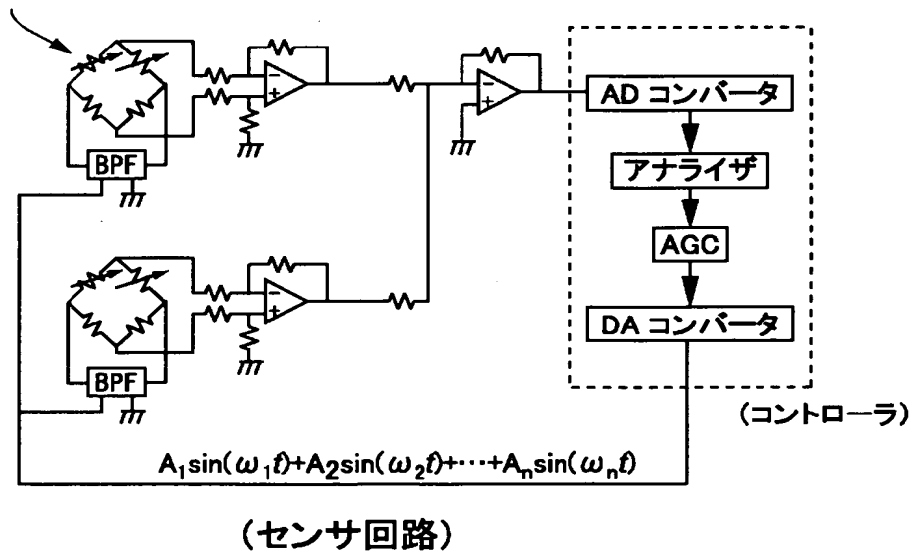 AD コンバータ
アナライザ
AGC
DA コンバータ
BPF
BPF
(コントローラ)
A₁sin(ω₁t)+A₂sin(ω₂t)+⋯+Aₙsin(ωₙt)
(センサ回路)